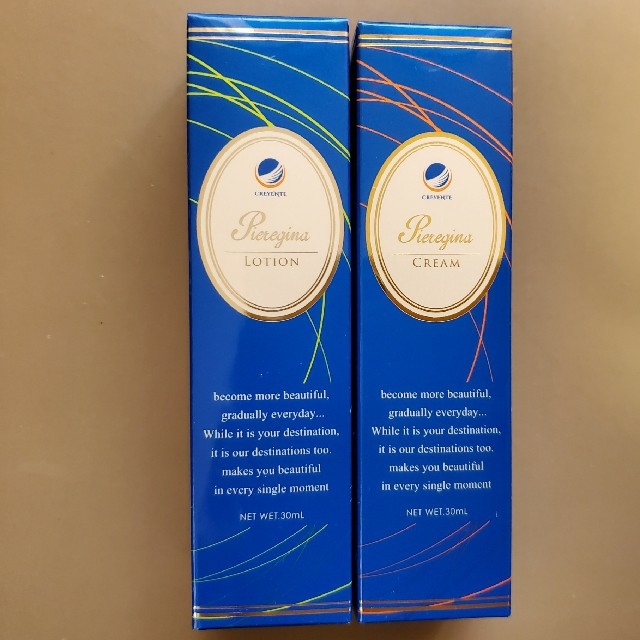 CREYENTE
Pieregina
LOTION
become more beautiful,
gradually everyday...
While it is your destination,
it is our destinations too.
makes you beautiful
in every single moment
NET WET.30mL
CREYENTE
Pieregina
CREAM
become more beautiful,
gradually everyday...
While it is your destination,
it is our destinations too.
makes you beautiful
in every single moment
NET WET.30mL